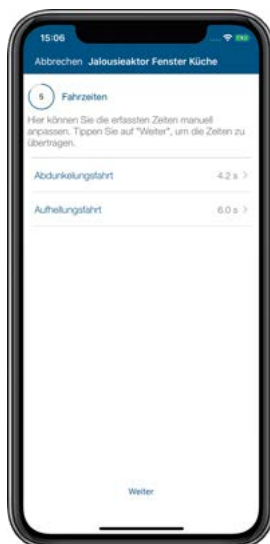 15:06
Abbrechen Jalousieaktor Fenster Küche
5 Fahrzeiten
Hier können Sie die erfassten Zeiten manuell
anpassen. Tippen Sie auf "Weiter", um die Zeiten zu
übertragen.
Abdunkelungsfahrt 4.2 s >
Aufhellungsfahrt 6.0 s >
Weiter